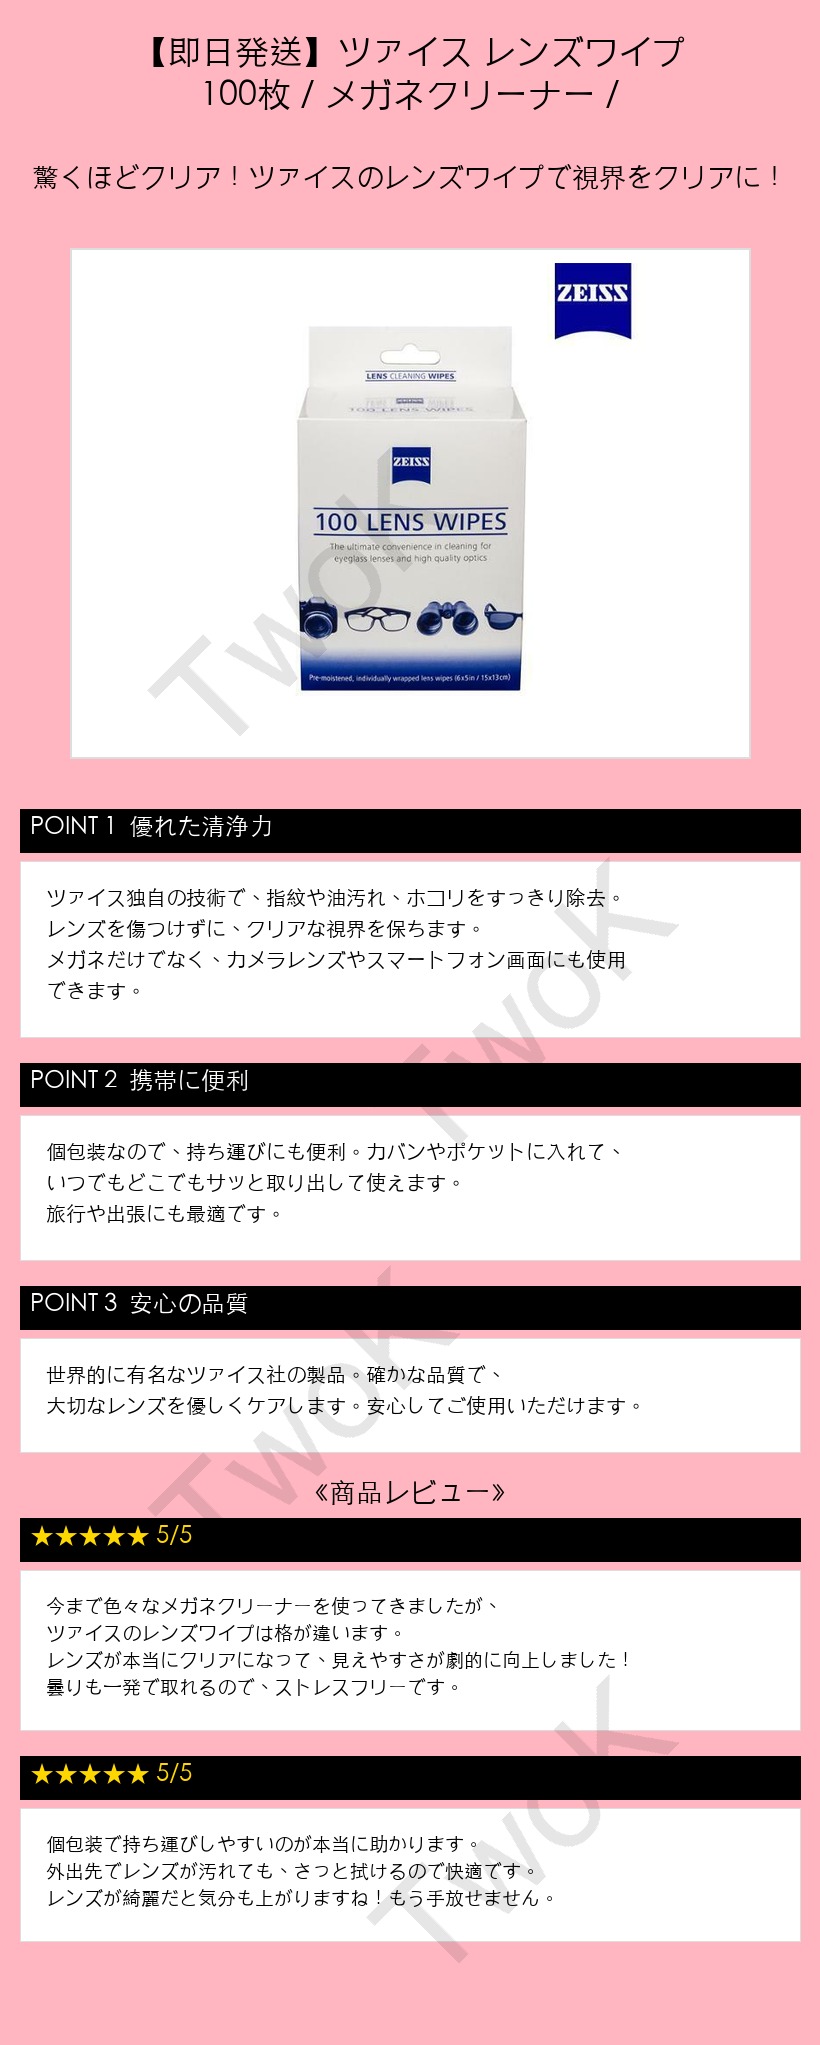 【即日発送】ツァイス レンズワイプ
100枚 / メガネクリーナー /
驚くほどクリア！ツァイスのレンズワイプで視界をクリアに！
ZEISS
LENS CLEANING WIPES
ZEISS
100 LENS WIPES
ZEISS
100 LENS WIPES
The ultimate convenience in cleaning for
eyeglass lenses and high quality optics
Pre-moistened, individually wrapped lens wipes (6x5in / 15x13cm)
TwoK
POINT 1 優れた清浄力
ツァイス独自の技術で、指紋や油汚れ、ホコリをすっきり除去。
レンズを傷つけずに、クリアな視界を保ちます。
メガネだけでなく、カメラレンズやスマートフォン画面にも使用
できます。
TwoK
POINT 2 携帯に便利
個包装なので、持ち運びにも便利。カバンやポケットに入れて、
いつでもどこでもサッと取り出して使えます。
旅行や出張にも最適です。
POINT 3 安心の品質
世界的に有名なツァイス社の製品。確かな品質で、
大切なレンズを優しくケアします。安心してご使用いただけます。
TwoK
《商品レビュー》
★★★★★ 5/5
今まで色々なメガネクリーナーを使ってきましたが、
ツァイスのレンズワイプは格が違います。
レンズが本当にクリアになって、見えやすさが劇的に向上しました！
曇りも一発で取れるので、ストレスフリーです。
★★★★★ 5/5
個包装で持ち運びしやすいのが本当に助かります。
外出先でレンズが汚れても、さっと拭けるので快適です。
レンズが綺麗だと気分も上がりますね！もう手放せません。
TwoK